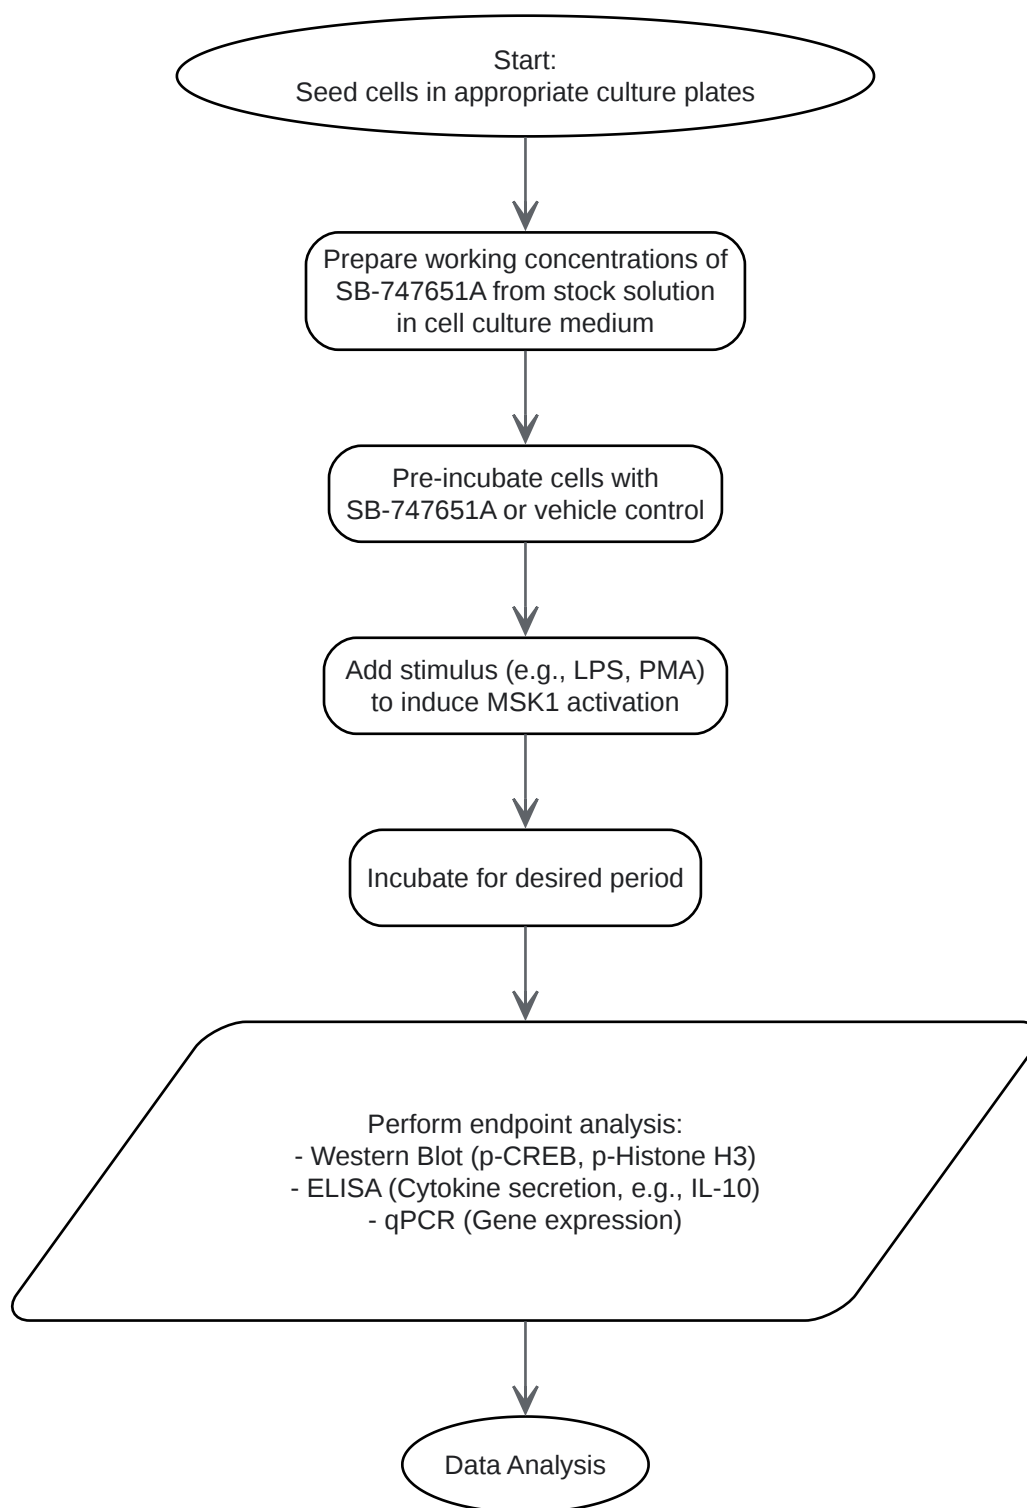 Start:
Seed cells in appropriate culture plates
Prepare working concentrations of
SB-747651A from stock solution
in cell culture medium
Pre-incubate cells with
SB-747651A or vehicle control
Add stimulus (e.g., LPS, PMA)
to induce MSK1 activation
Incubate for desired period
Perform endpoint analysis:
- Western Blot (p-CREB, p-Histone H3)
- ELISA (Cytokine secretion, e.g., IL-10)
- qPCR (Gene expression)
Data Analysis